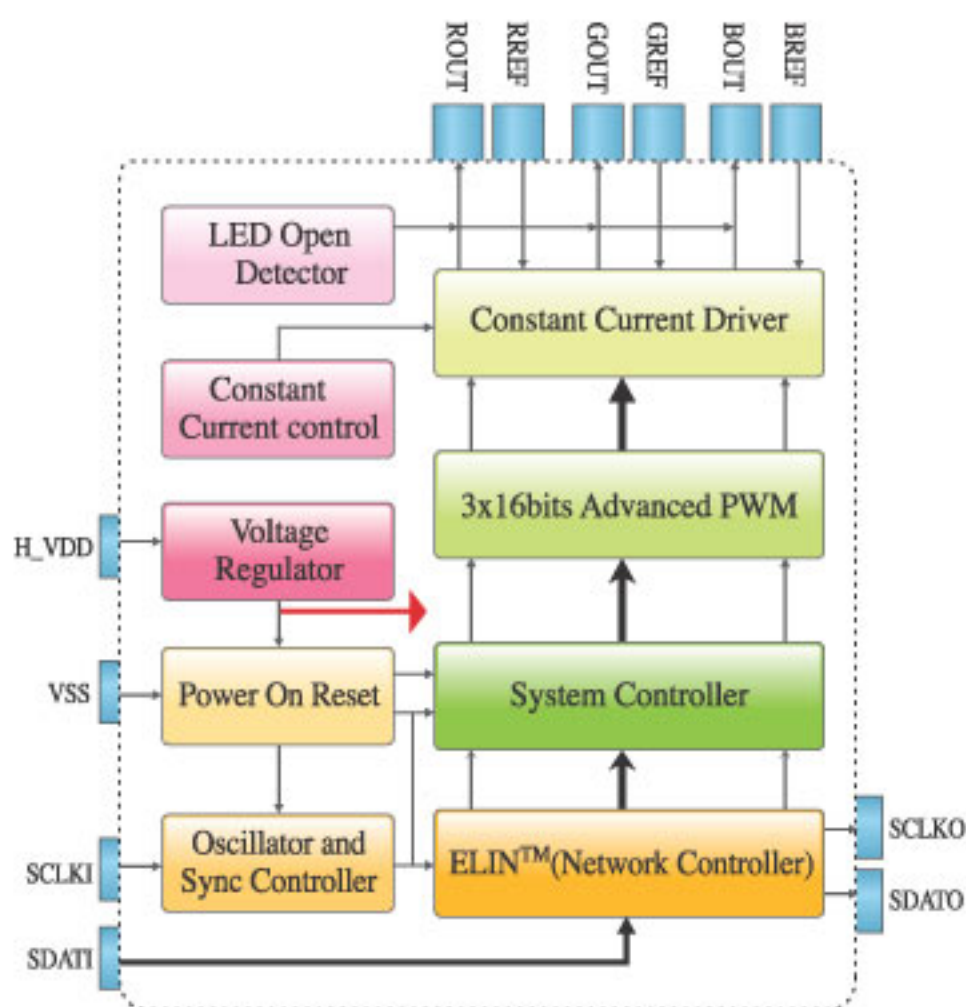 ROUT
RREF
GOUT
GREF
BOUT
BREF
LED Open
Detector
Constant Current Driver
Constant
Current control
3x16bits Advanced PWM
H_VDD
Voltage
Regulator
VSS
Power On Reset
System Controller
SCLKI
Oscillator and
Sync Controller
ELIN™(Network Controller)
SCLKO
SDATO
SDATI